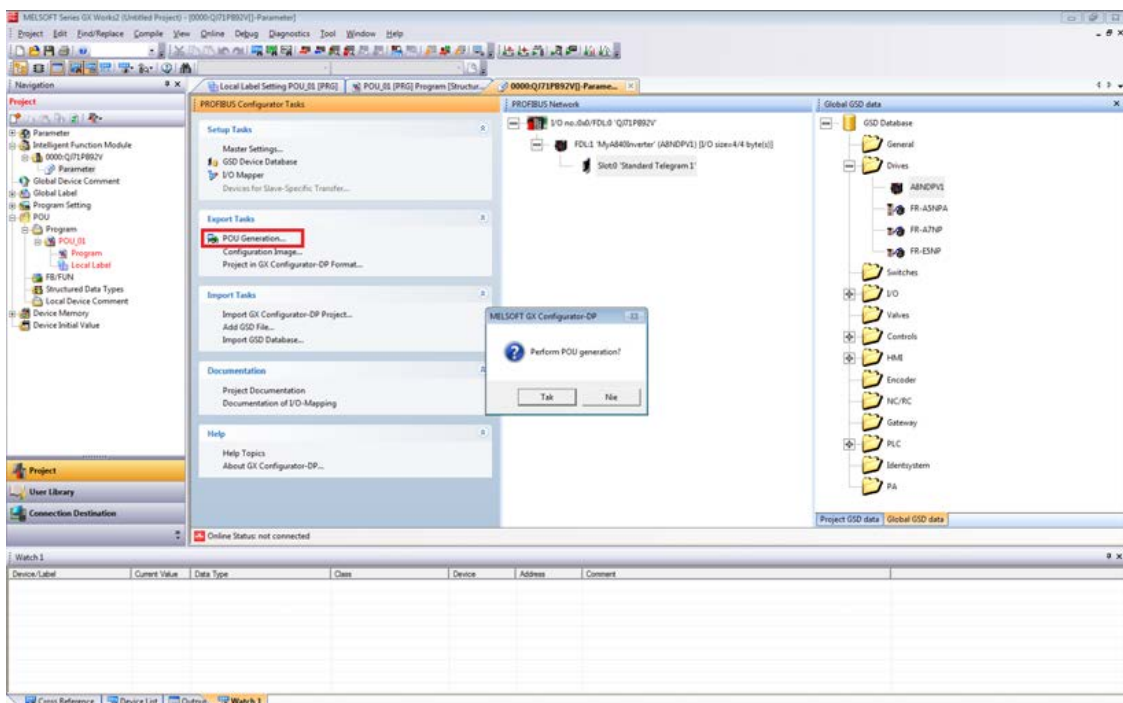 MELSOFT Series GX Works2 (Untitled Project) - [0000:QJ71PB92V[]-Parameter]
Project Edit Find/Replace Compile View Online Debug Diagnostics Tool Window Help
Navigation
Local Label Setting POU_01 [PRG]
POU_01 [PRG] Program [Structur...
0000:QJ71PB92V[]-Parame...
Project
Parameter
Intelligent Function Module
0000:QJ71PB92V
Parameter
Global Device Comment
Global Label
Program Setting
POU
Program
POU_01
Program
Local Label
FB/FUN
Structured Data Types
Local Device Comment
Device Memory
Device Initial Value
Project
User Library
Connection Destination
PROFIBUS Configurator Tasks
Setup Tasks
Master Settings...
GSD Device Database
I/O Mapper
Devices for Slave-Specific Transfer...
Export Tasks
POU Generation...
Configuration Image...
Project in GX Configurator-DP Format...
Import Tasks
Import GX Configurator-DP Project...
Add GSD File...
Import GSD Database...
Documentation
Project Documentation
Documentation of I/O-Mapping
Help
Help Topics
About GX Configurator-DP...
PROFIBUS Network
I/O no.:0x0/FDL:0 'QJ71PB92V'
FDL:1 'MyA840Inverter' (A8NDPV1) [I/O size=4/4 byte(s)]
Slot:0 'Standard Telegram 1'
MELSOFT GX Configurator-DP
Perform POU generation?
Tak Nie
Global GSD data
GSD Database
General
Drives
A8NDPV1
FR-A5NPA
FR-A7NP
FR-E5NP
Switches
I/O
Valves
Controls
HMI
Encoder
NC/RC
Gateway
PLC
Identsystem
PA
Project GSD data Global GSD data
Online Status: not connected
Watch 1
Device/Label Current Value Data Type Class Device Address Comment
Cross Reference Device List Output Watch 1